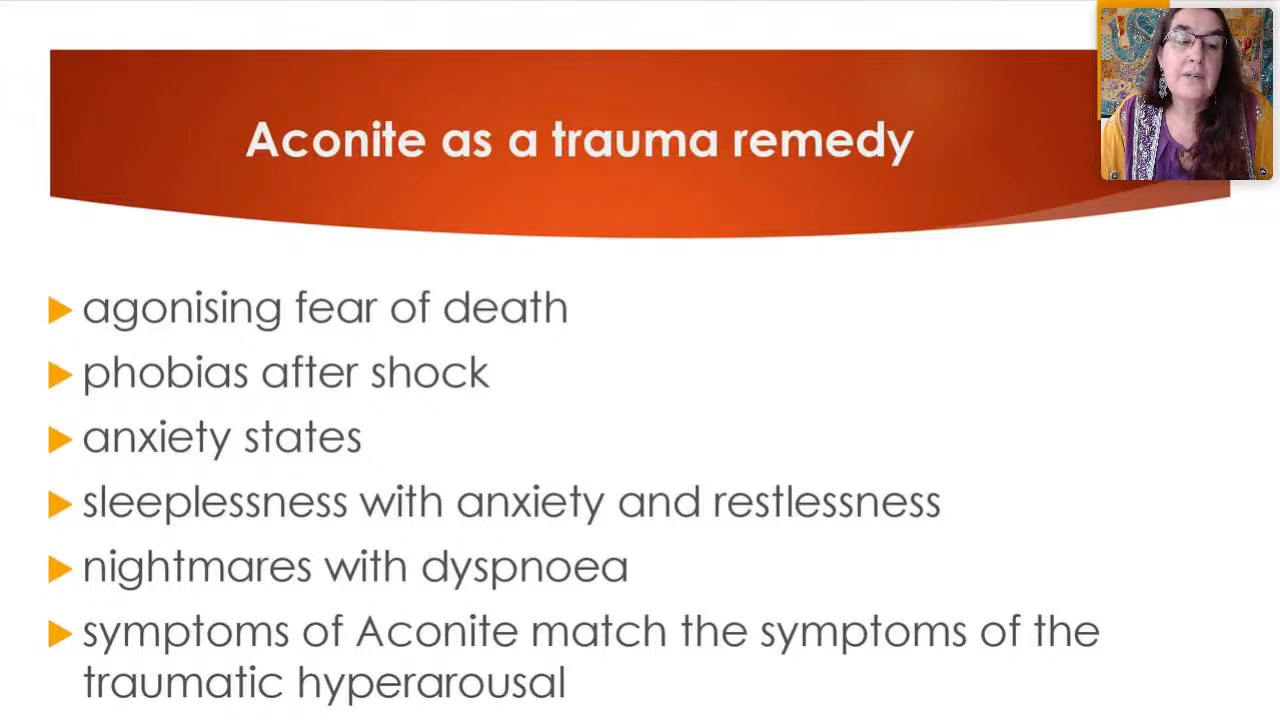 Aconite as a trauma remedy
agonising fear of death
phobias after shock
anxiety states
sleeplessness with anxiety and restlessness
nightmares with dyspnoea
symptoms of Aconite match the symptoms of the
traumatic hyperarousal